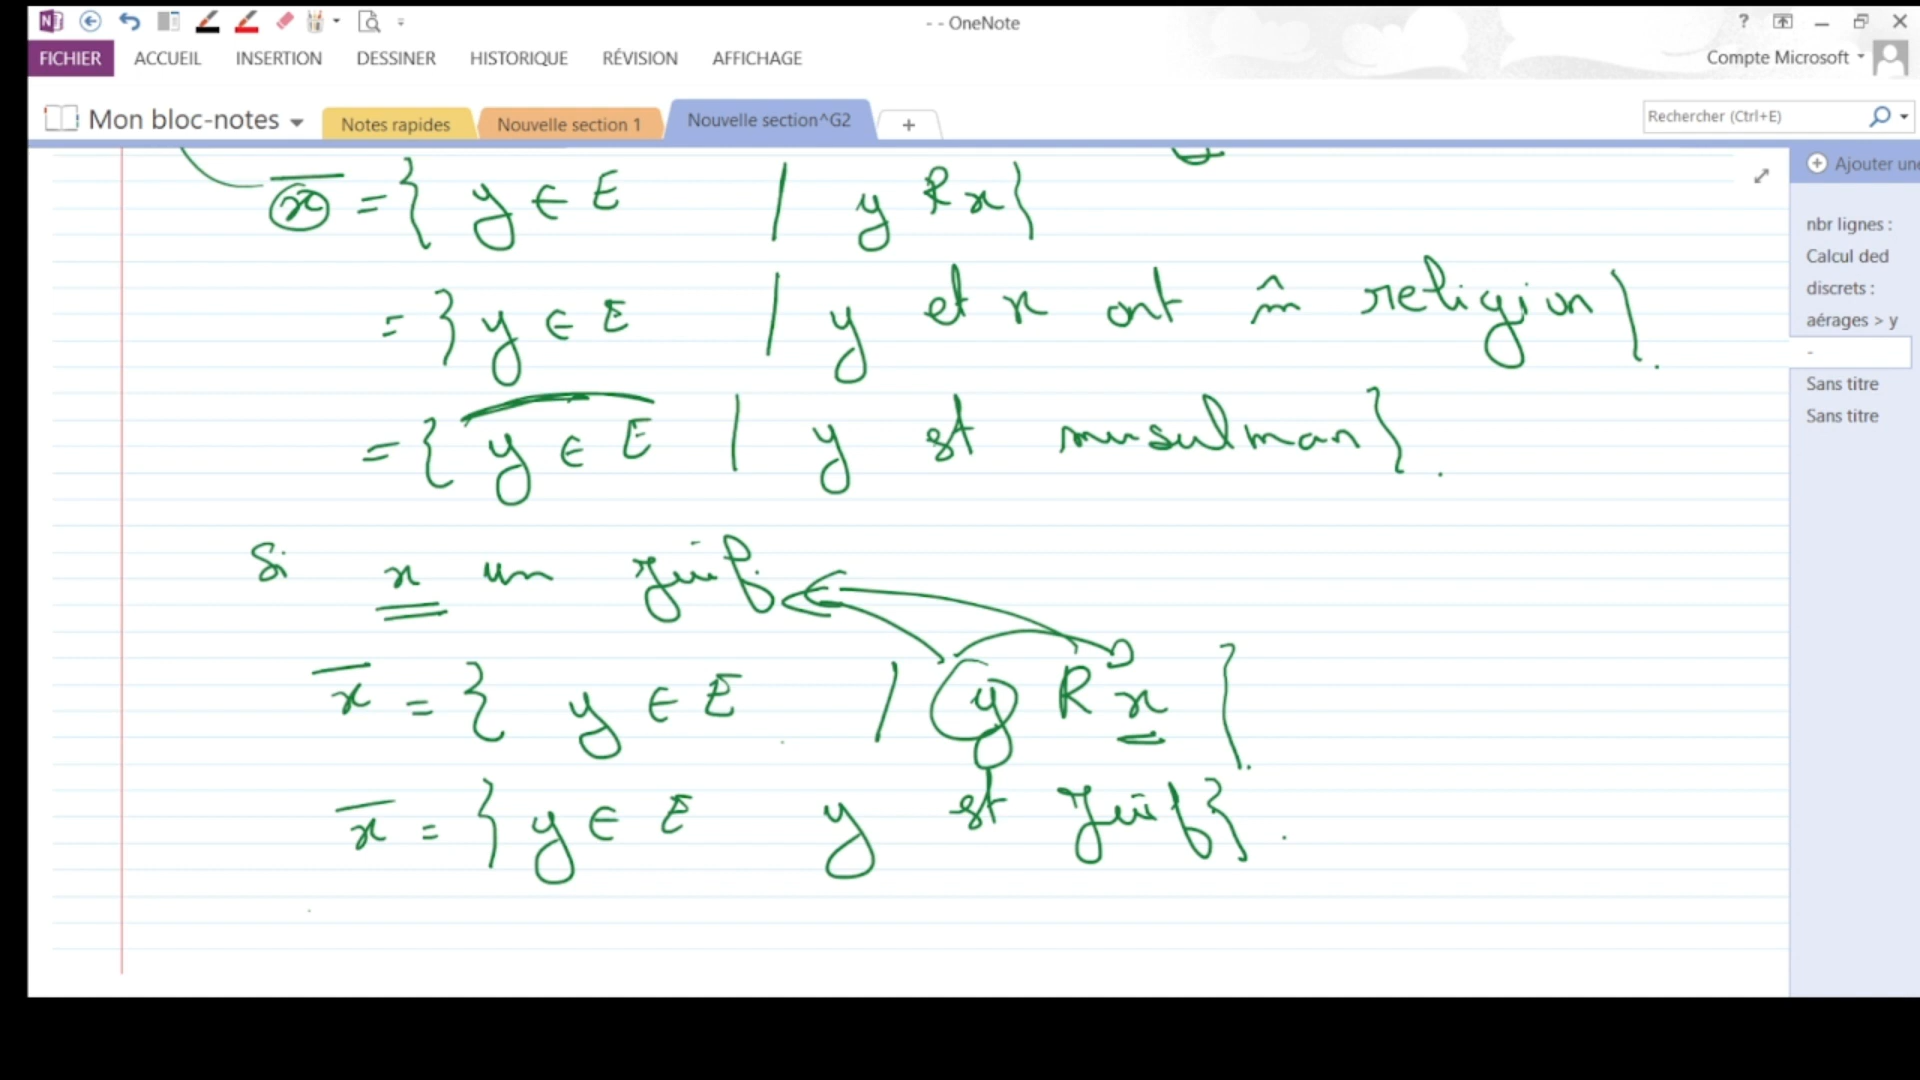 - - OneNote
FICHIER ACCUEIL INSERTION DESSINER HISTORIQUE RÉVISION AFFICHAGE
Compte Microsoft
Mon bloc-notes
Notes rapides
Nouvelle section 1
Nouvelle section^G2
+
Rechercher (Ctrl+E)
Ajouter une
nbr lignes :
Calcul ded
discrets :
aérages > y
-
Sans titre
Sans titre
x̅ = { y ∈ E / y R x }
= { y ∈ E / y et x ont m̂ religion }.
= { y ∈ E | y est musulman }.
Si x un juif
x̅ = { y ∈ E / y R x }.
x̅ = { y ∈ E y est juif }.